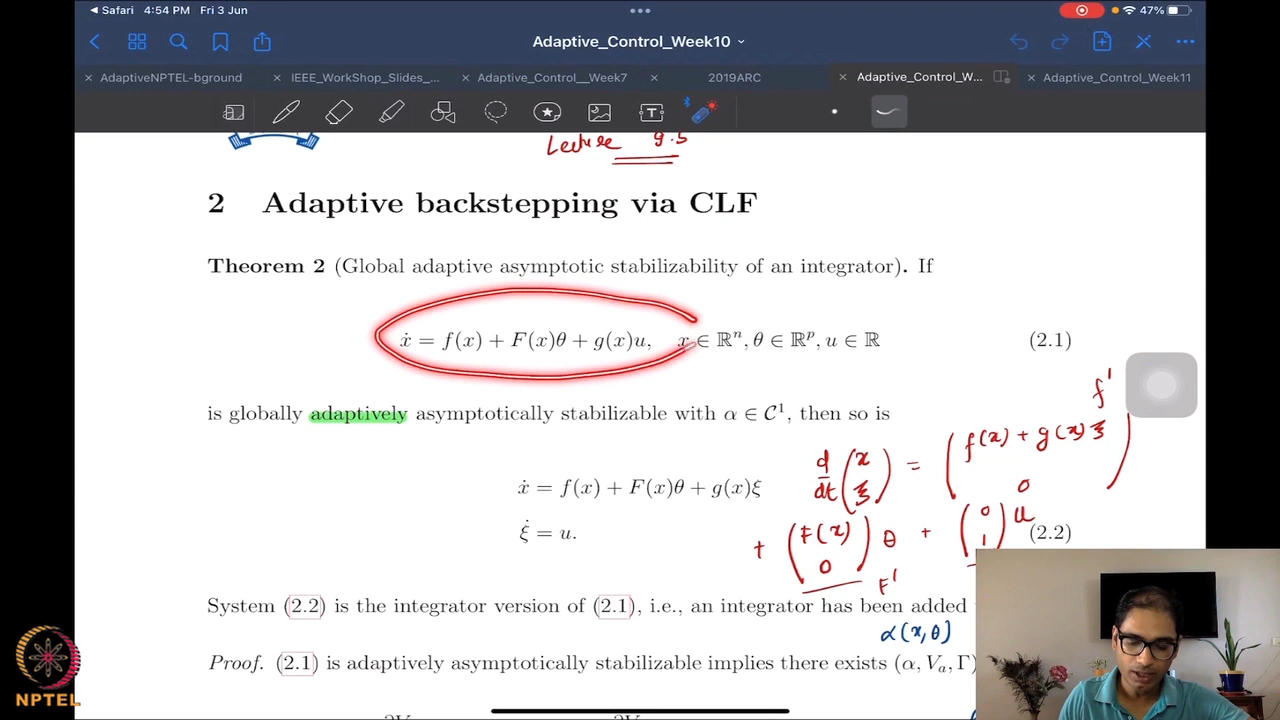 Safari 4:54 PM Fri 3 Jun 47%
Adaptive_Control_Week10
AdaptiveNPTEL-bground IEEE_WorkShop_Slides_... Adaptive_Control__Week7 2019ARC Adaptive_Control_W... Adaptive_Control_Week11
Lecture 9.5
2 Adaptive backstepping via CLF
Theorem 2 (Global adaptive asymptotic stabilizability of an integrator). If
ẋ = f(x) + F(x)θ + g(x)u, x ∈ ℝⁿ, θ ∈ ℝᵖ, u ∈ ℝ (2.1)
is globally adaptively asymptotically stabilizable with α ∈ 𝒞¹, then so is
f'
d/dt (x ξ) = (f(x) + g(x)ξ 0)
ẋ = f(x) + F(x)θ + g(x)ξ
+ (F(x) 0) θ + (0 1) u
ξ̇ = u. (2.2)
F'
System (2.2) is the integrator version of (2.1), i.e., an integrator has been added
α(x,θ)
Proof. (2.1) is adaptively asymptotically stabilizable implies there exists (α, Vₐ, Γ)
NPTEL